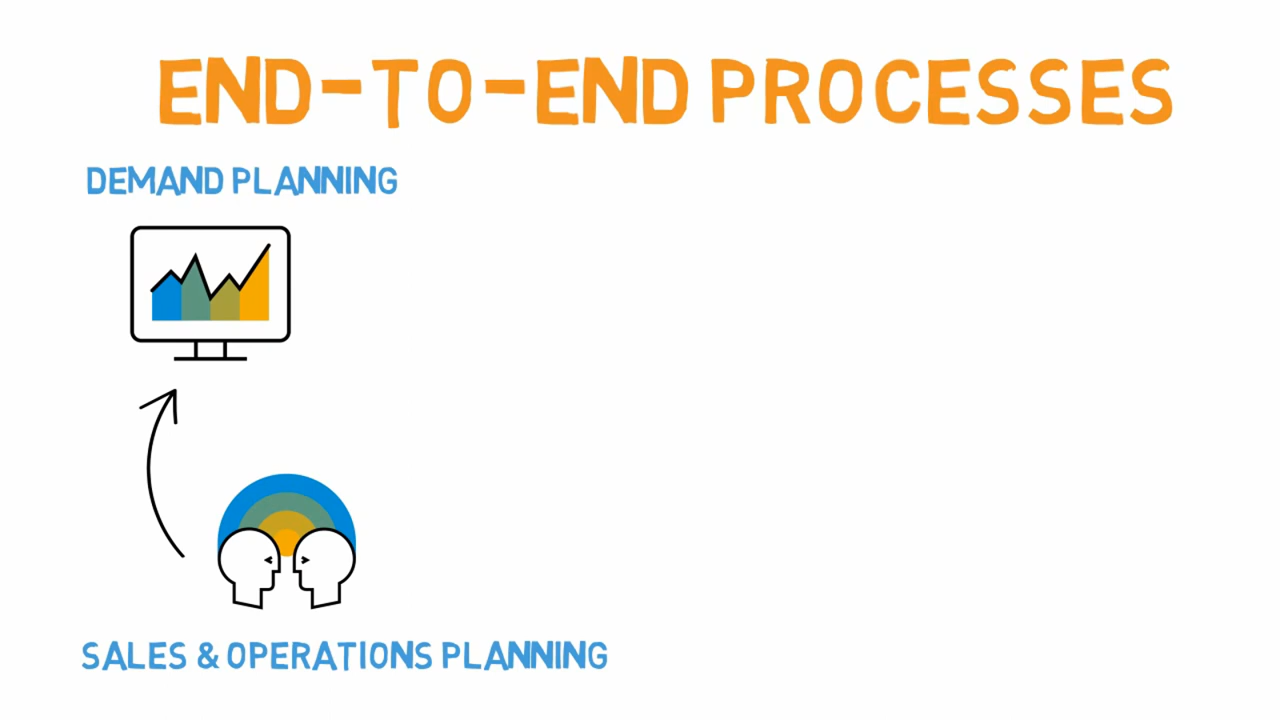 END-TO-END PROCESSES
DEMAND PLANNING
SALES & OPERATIONS PLANNING